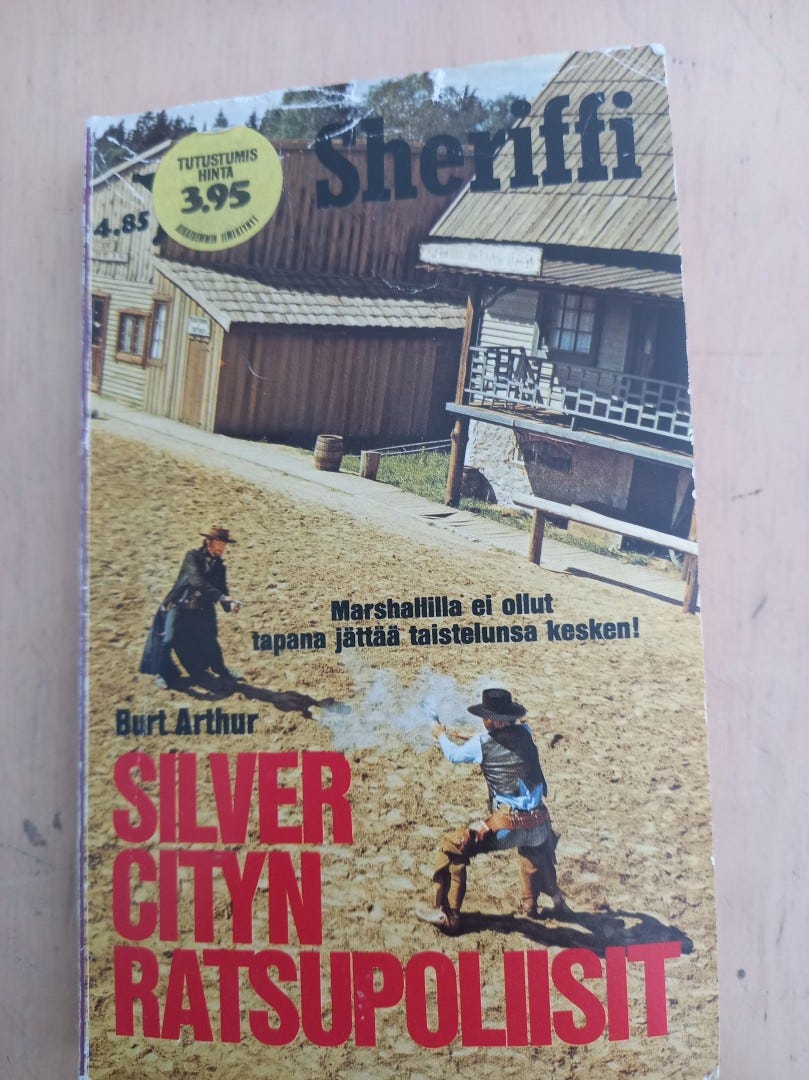 Sheriffi
TUTUSTUMIS
HINTA
3.95
4.85
Marshallilla ei ollut
tapana jättää taistelunsa kesken!
Burt Arthur
SILVER
CITYN
RATSUPOLIISIT